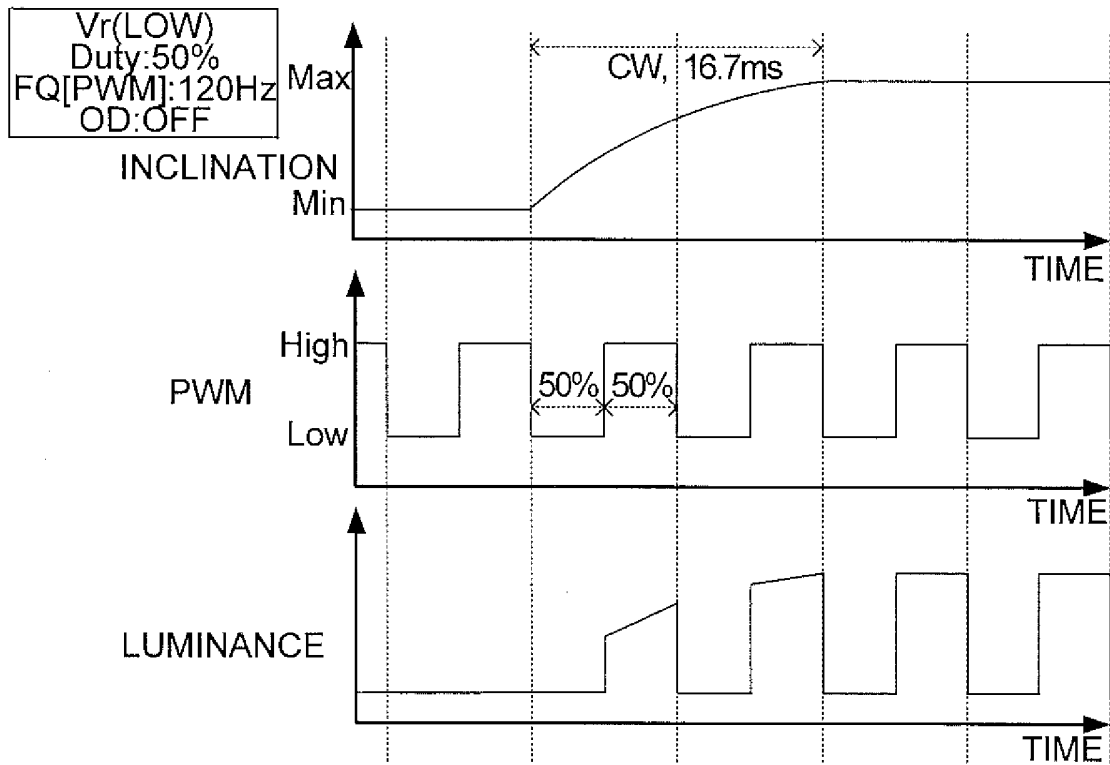 Vr(LOW)
Duty:50%
FQ[PWM]:120Hz
OD:OFF
CW, 16.7ms
Max
INCLINATION
Min
TIME
High
50% 50%
PWM
Low
TIME
LUMINANCE
TIME